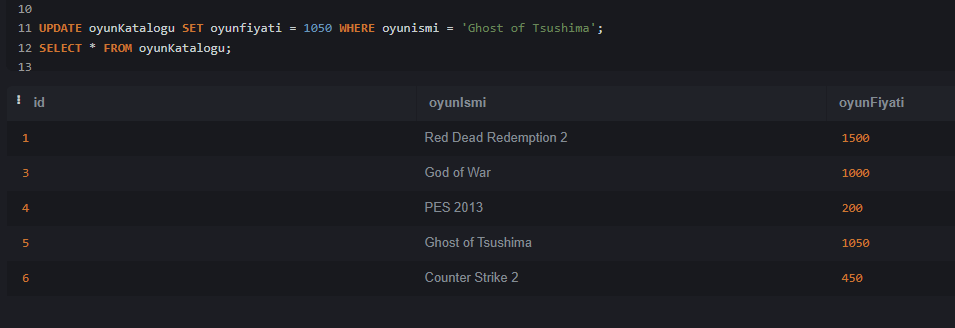 10
11 UPDATE oyunKatalogu SET oyunfiyati = 1050 WHERE oyunismi = 'Ghost of Tsushima';
12 SELECT * FROM oyunKatalogu;
13
id oyunIsmi oyunFiyati
1 Red Dead Redemption 2 1500
3 God of War 1000
4 PES 2013 200
5 Ghost of Tsushima 1050
6 Counter Strike 2 450